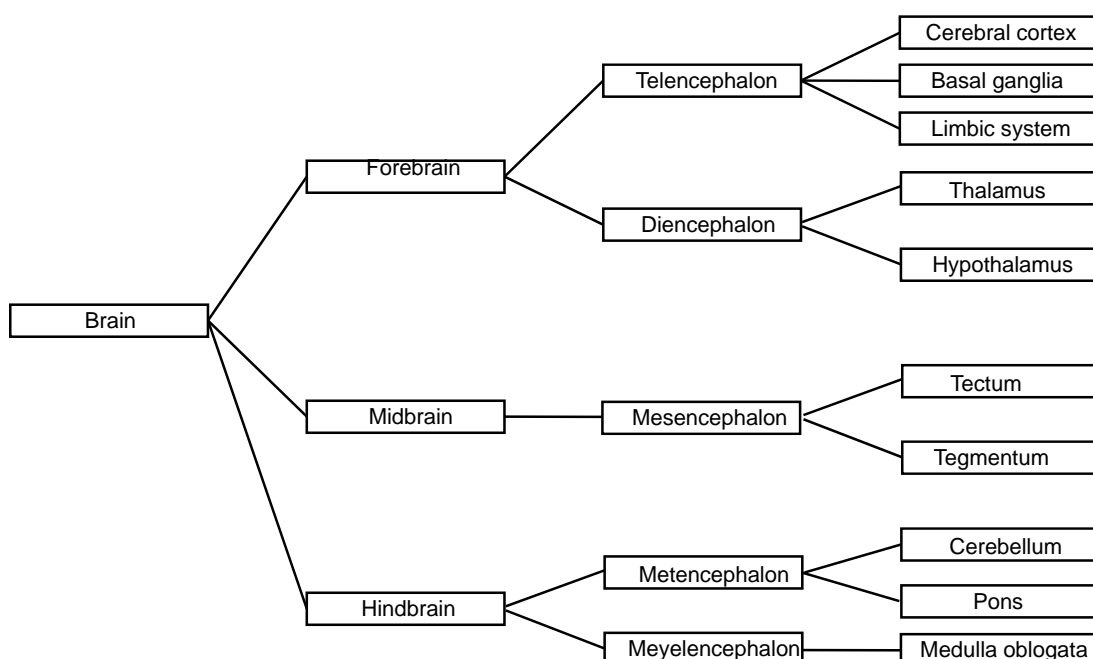 Cerebral cortex
Telencephalon
Basal ganglia
Limbic system
Forebrain
Thalamus
Diencephalon
Hypothalamus
Brain
Tectum
Midbrain
Mesencephalon
Tegmentum
Cerebellum
Metencephalon
Hindbrain
Pons
Meyelencephalon
Medulla oblogata